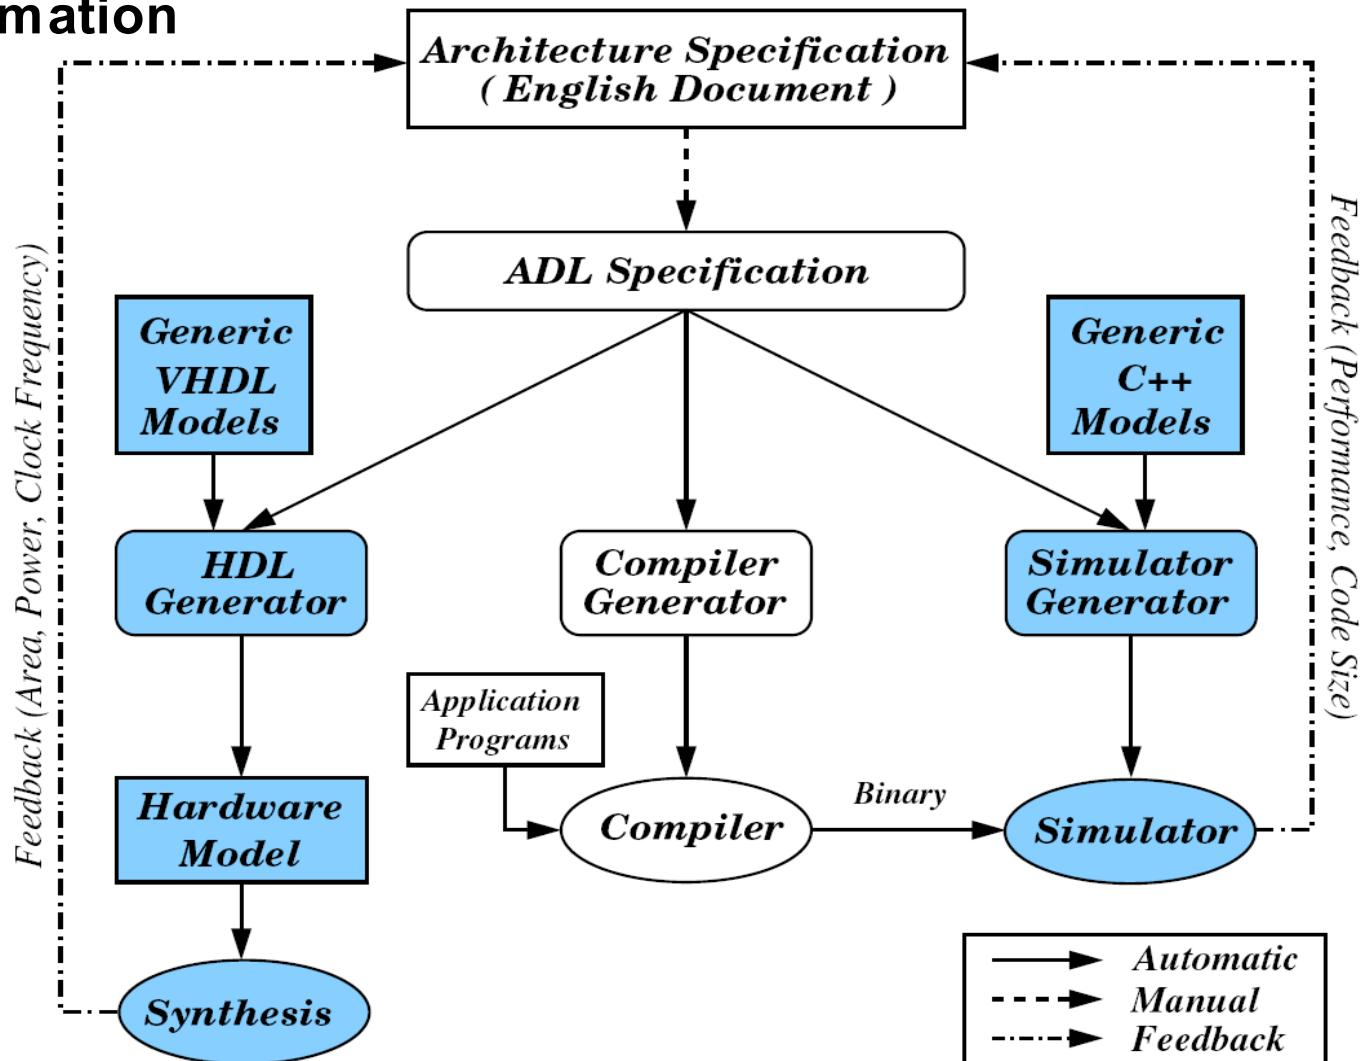 mation
Architecture Specification
( English Document )
ADL Specification
Generic
VHDL
Models
Generic
C++
Models
Feedback (Area, Power, Clock Frequency)
Feedback (Performance, Code Size)
HDL
Generator
Compiler
Generator
Simulator
Generator
Application
Programs
Hardware
Model
Compiler
Binary
Simulator
Synthesis
Automatic
Manual
Feedback